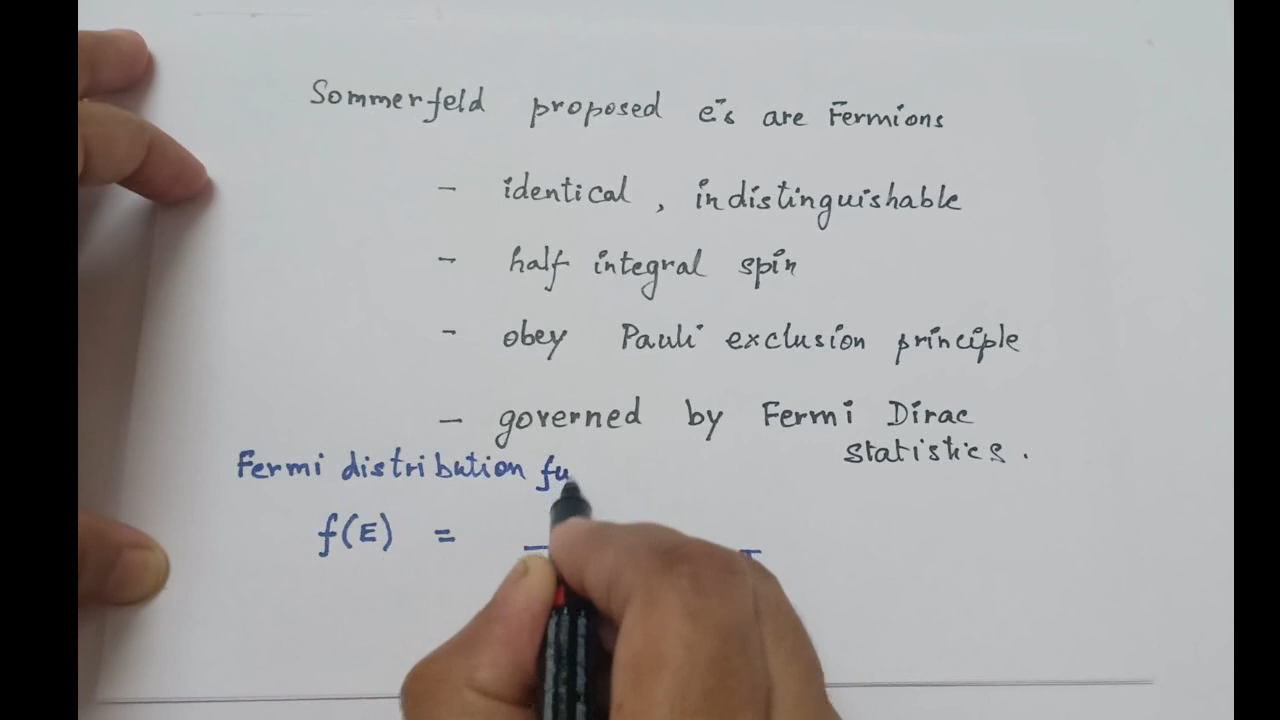 Sommerfeld proposed e⁻s are Fermions
- identical, indistinguishable
- half integral spin
- obey Pauli exclusion principle
- governed by Fermi Dirac
statistics.
Fermi distribution fu
f(E) =